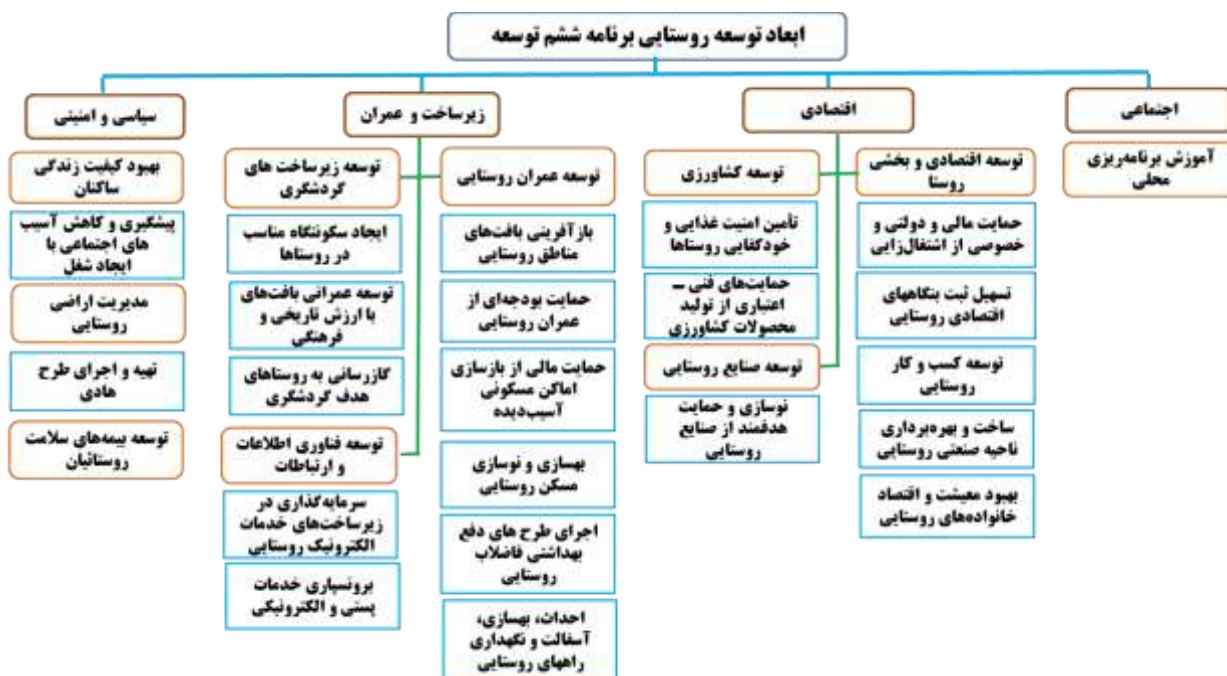 ابعاد توسعه روستایی برنامه ششم توسعه
اجتماعی
آموزش برنامه‌ریزی
محلی
اقتصادی
توسعه اقتصادی و بخشی
روستا
حمایت مالی و دولتی و
خصوصی از اشتغال‌زایی
تسهیل ثبت بنگاههای
اقتصادی روستایی
توسعه کسب و کار
روستایی
ساخت و بهره‌برداری
ناحیه صنعتی روستایی
بهبود معیشت و اقتصاد
خانواده‌های روستایی
توسعه کشاورزی
تأمین امنیت غذایی و
خودکفایی روستاها
حمایت‌های فنی –
اعتباری از تولید
محصولات کشاورزی
توسعه صنایع روستایی
نوسازی و حمایت
هدفمند از صنایع
روستایی
زیرساخت و عمران
توسعه عمران روستایی
بازآفرینی بافت‌های
مناطق روستایی
حمایت بودجه‌ای از
عمران روستایی
حمایت مالی از بازسازی
اماکن مسکونی
آسیب‌دیده
بهسازی و نوسازی
مسکن روستایی
اجرای طرح های دفع
بهداشتی فاضلاب
روستایی
احداث، بهسازی،
آسفالت و نگهداری
راههای روستایی
توسعه زیرساخت های
گردشگری
ایجاد سکونتگاه مناسب
در روستاها
توسعه عمرانی بافت‌های
با ارزش تاریخی و
فرهنگی
گازرسانی به روستاهای
هدف گردشگری
توسعه فناوری اطلاعات
و ارتباطات
سرمایه‌گذاری در
زیرساخت‌های خدمات
الکترونیک روستایی
برونسپاری خدمات
پستی و الکترونیکی
سیاسی و امنیتی
بهبود کیفیت زندگی
ساکنان
پیشگیری و کاهش آسیب
های اجتماعی با
ایجاد شغل
مدیریت اراضی
روستایی
تهیه و اجرای طرح
هادی
توسعه بیمه‌های سلامت
روستائیان